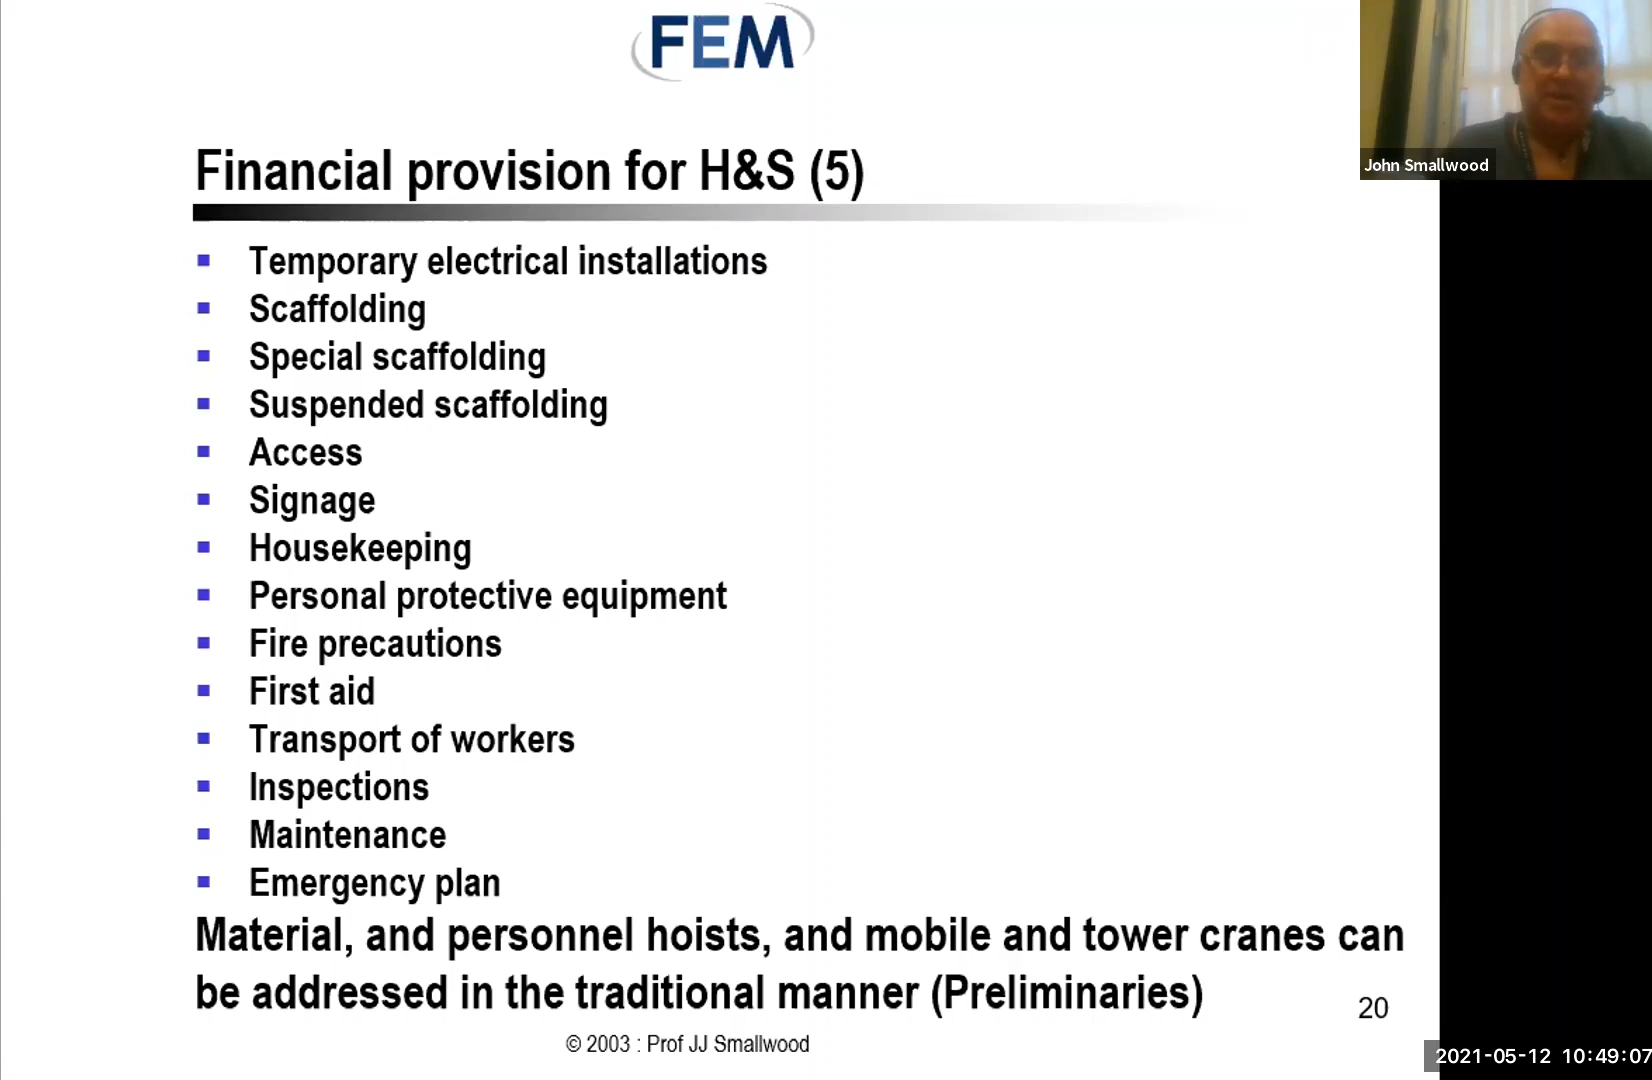 FEM
John Smallwood
Financial provision for H&S (5)
Temporary electrical installations
Scaffolding
Special scaffolding
Suspended scaffolding
Access
Signage
Housekeeping
Personal protective equipment
Fire precautions
First aid
Transport of workers
Inspections
Maintenance
Emergency plan
Material, and personnel hoists, and mobile and tower cranes can
be addressed in the traditional manner (Preliminaries)
20
© 2003 : Prof JJ Smallwood
2021-05-12 10:49:07